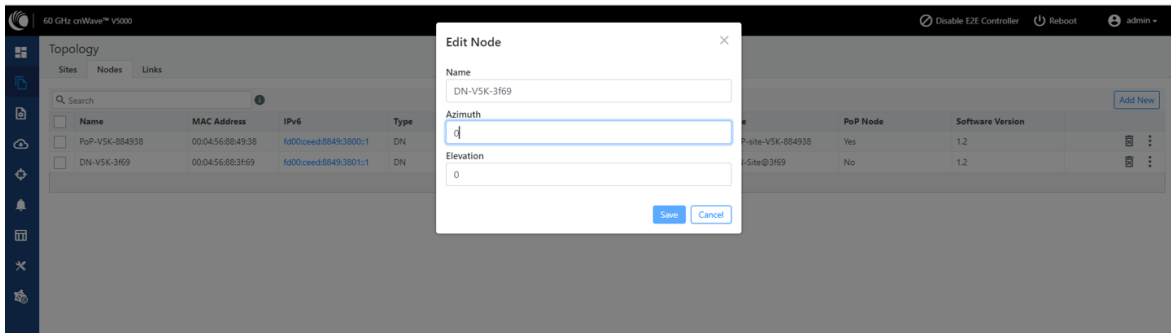 60 GHz cnWave™ V5000
Disable E2E Controller
Reboot
admin
Topology
Sites Nodes Links
Search
Add New
Name MAC Address IPv6 Type e PoP Node Software Version
PoP-V5K-884938 00:04:56:88:49:38 fd00:ceed:8849:3800::1 DN P-site-V5K-884938 Yes 1.2
DN-V5K-3f69 00:04:56:88:3f:69 fd00:ceed:8849:3801::1 DN -Site@3f69 No 1.2
Edit Node
Name
DN-V5K-3f69
Azimuth
0
Elevation
0
Save Cancel